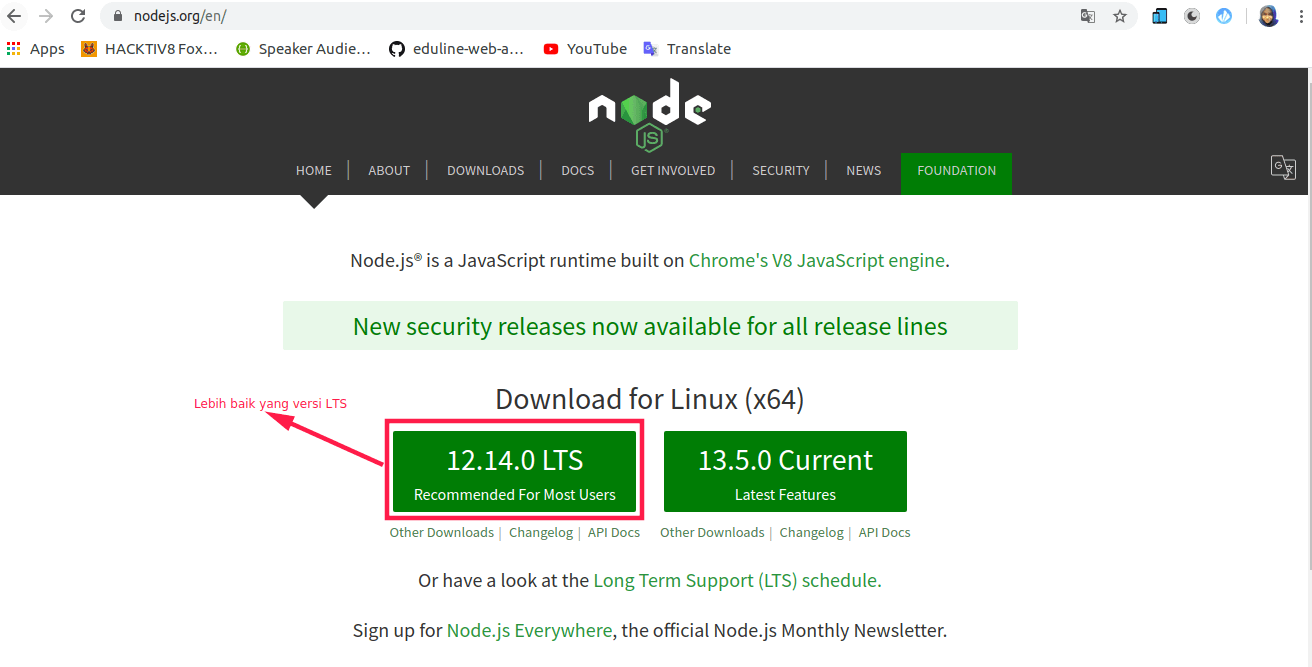 nodejs.org/en/
Apps HACKTIV8 Fox... Speaker Audie... eduline-web-a... YouTube Translate
node
JS
HOME ABOUT DOWNLOADS DOCS GET INVOLVED SECURITY NEWS FOUNDATION
Node.js® is a JavaScript runtime built on Chrome's V8 JavaScript engine.
New security releases now available for all release lines
Download for Linux (x64)
Lebih baik yang versi LTS
12.14.0 LTS
Recommended For Most Users
13.5.0 Current
Latest Features
Other Downloads | Changelog | API Docs
Other Downloads | Changelog | API Docs
Or have a look at the Long Term Support (LTS) schedule.
Sign up for Node.js Everywhere, the official Node.js Monthly Newsletter.